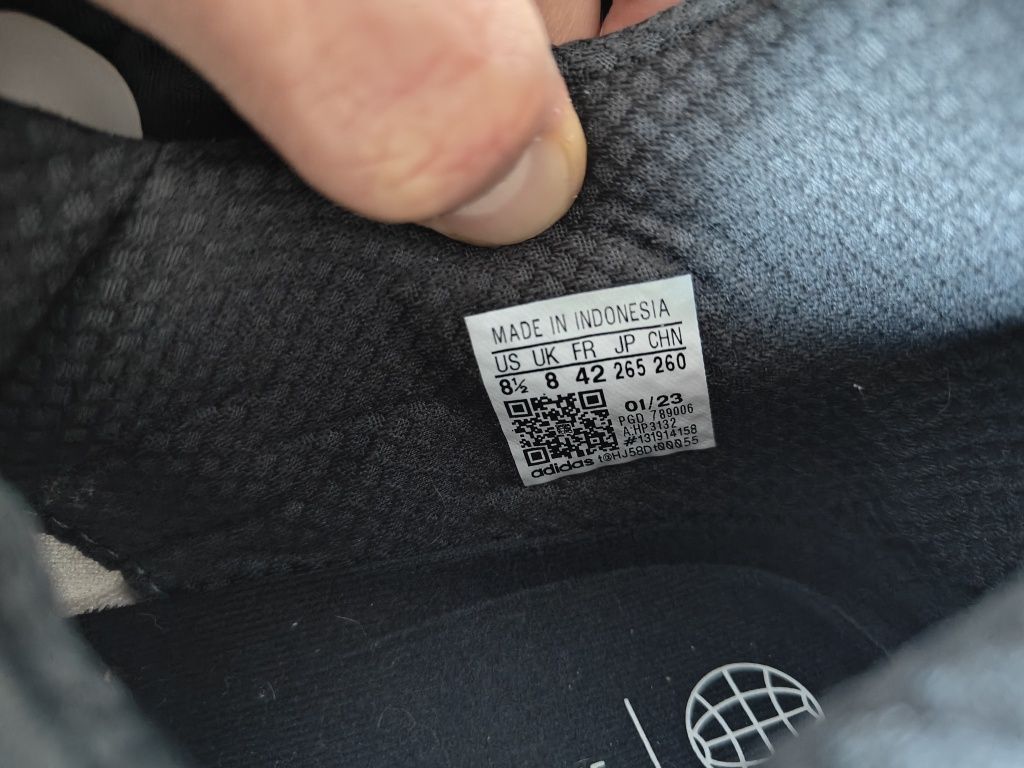 MADE IN INDONESIA
US UK FR JP CHN
8½ 8 42 265 260
01/23
PGD 789006
A.HP3132
#131914158
adidas t@HJ58Dt00055